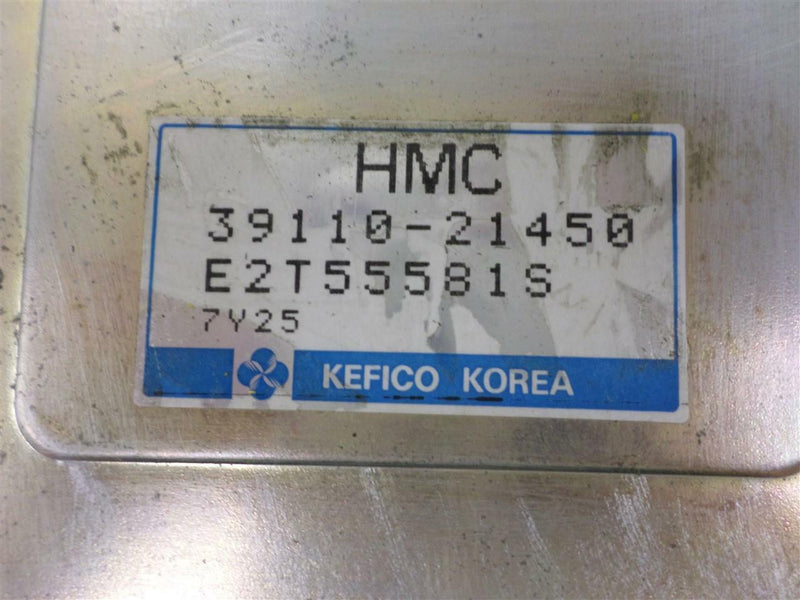 HMC
39110-21450
E2T55581S
7Y25
KEFICO KOREA